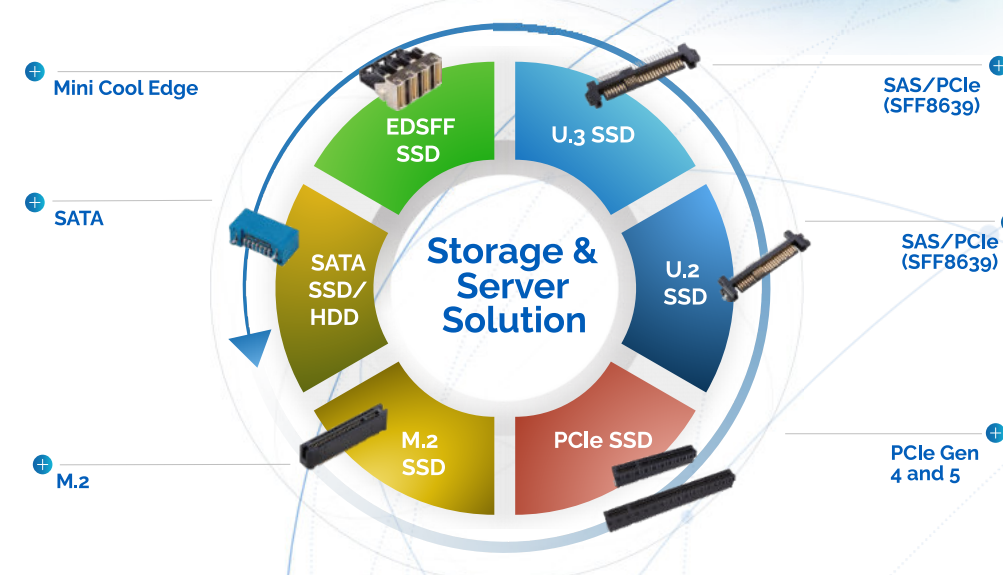 Mini Cool Edge
SATA
M.2
EDSFF
SSD
U.3 SSD
SATA
SSD/
HDD
Storage &
Server
Solution
U.2
SSD
M.2
SSD
PCIe SSD
SAS/PCIe
(SFF8639)
SAS/PCIe
(SFF8639)
PCIe Gen
4 and 5